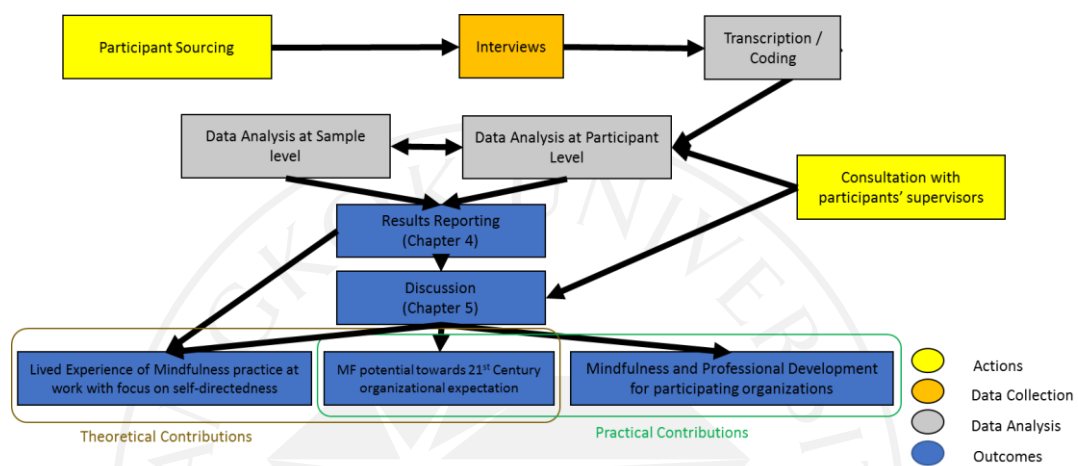 Participant Sourcing
Interviews
Transcription /
Coding
Data Analysis at Sample
level
Data Analysis at Participant
Level
Consultation with
participants' supervisors
Results Reporting
(Chapter 4)
Discussion
(Chapter 5)
Lived Experience of Mindfulness practice at
work with focus on self-directedness
MF potential towards 21st Century
organizational expectation
Mindfulness and Professional Development
for participating organizations
Theoretical Contributions
Practical Contributions
Actions
Data Collection
Data Analysis
Outcomes